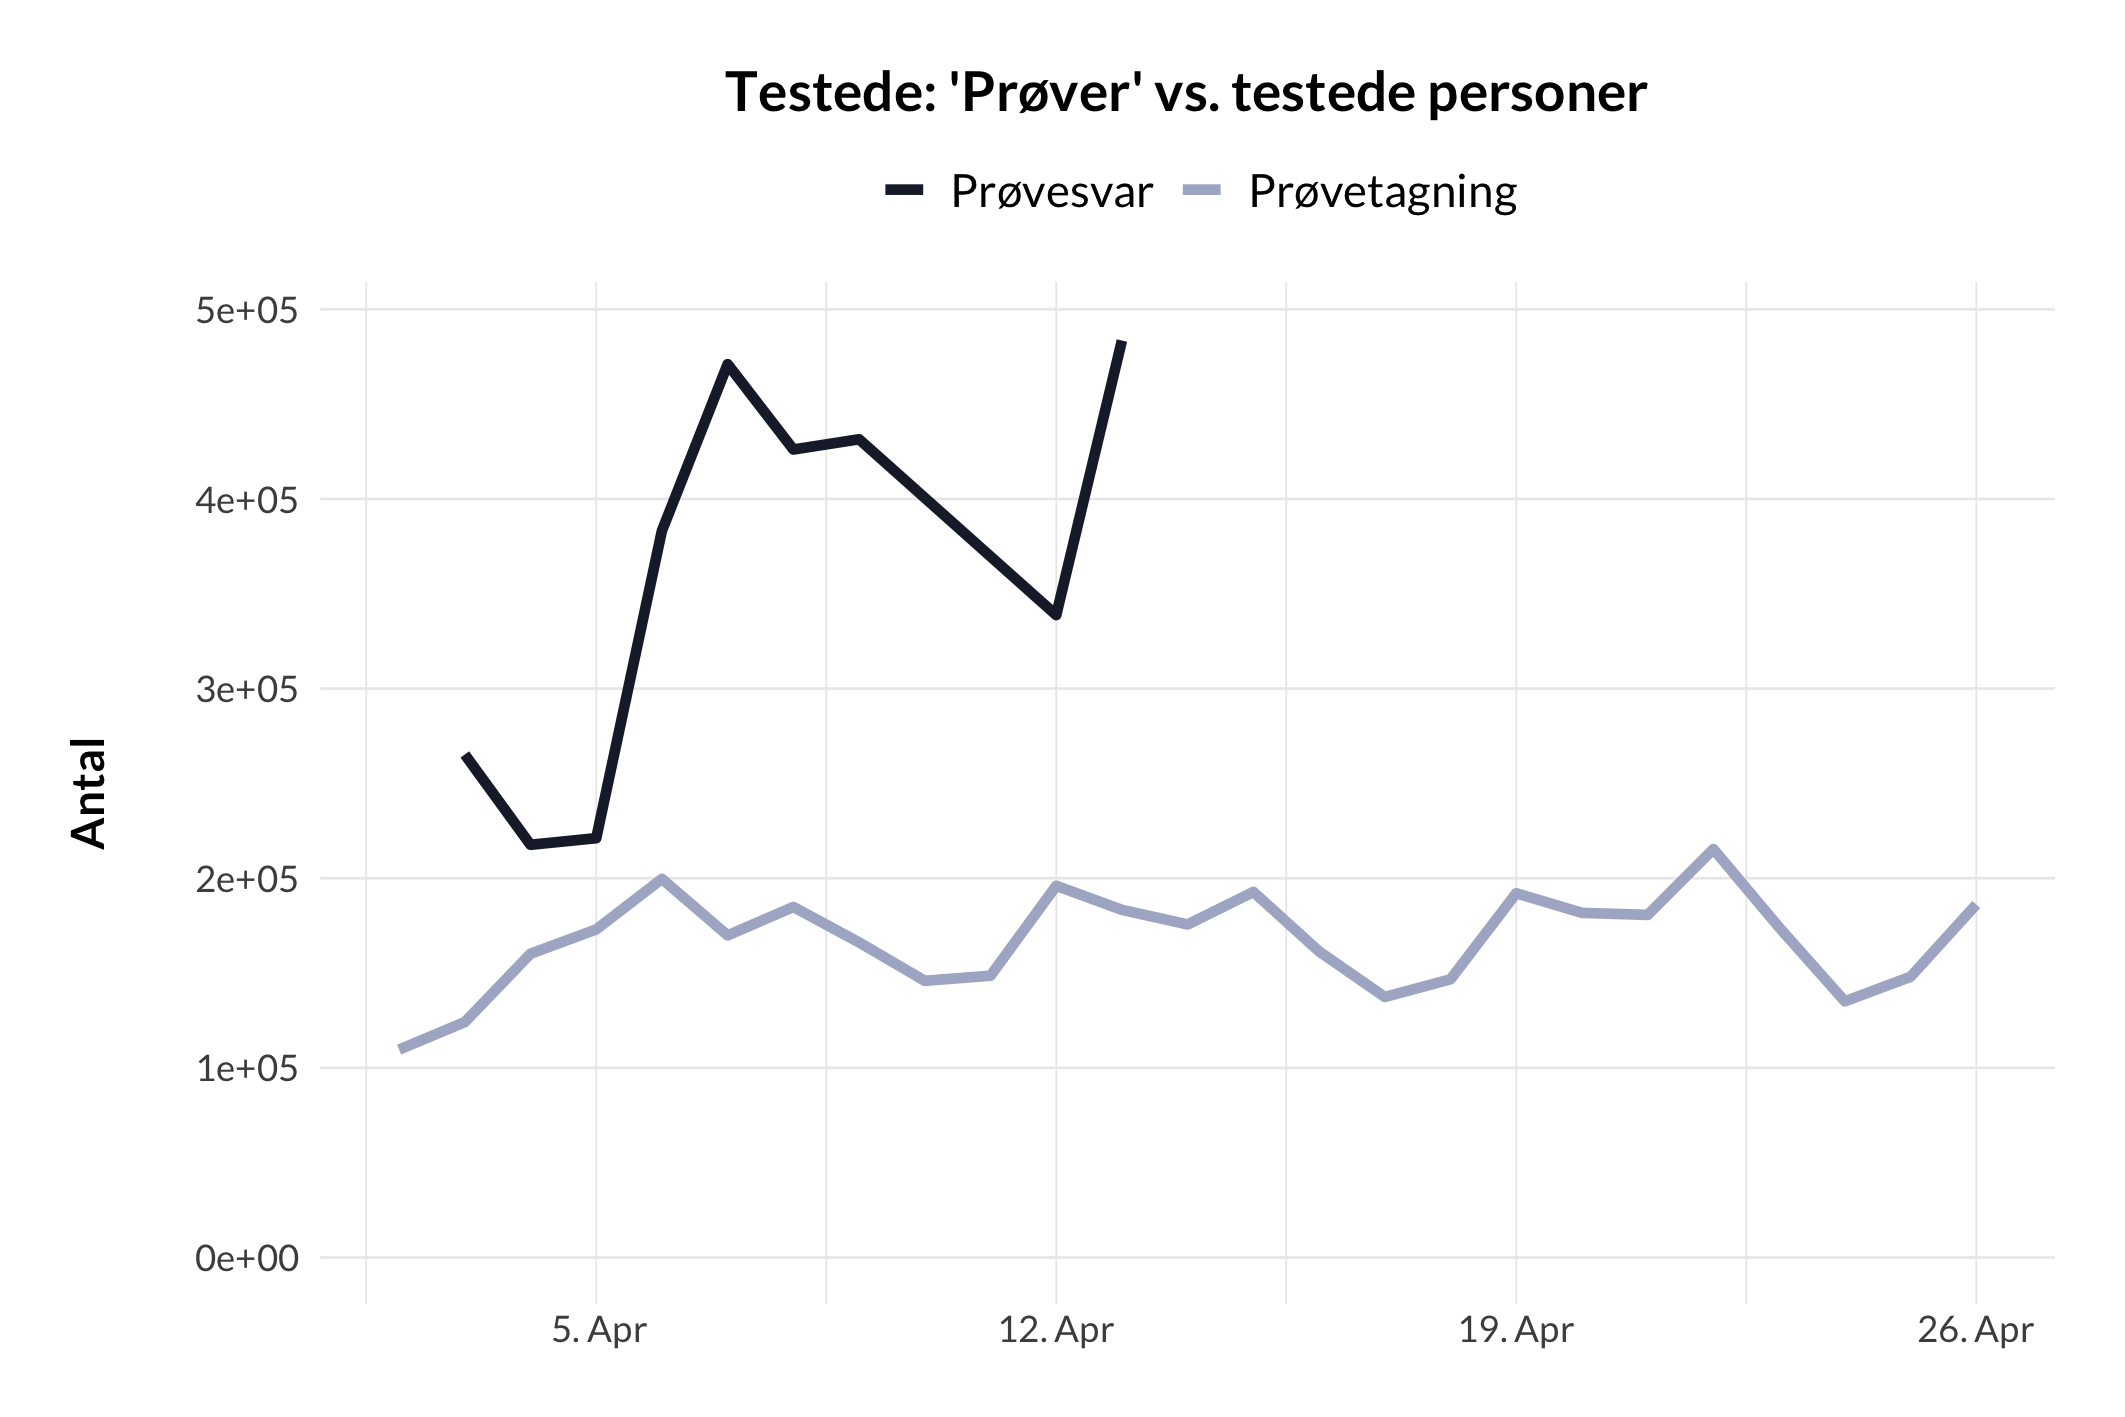 Testede: 'Prøver' vs. testede personer
Prøvesvar Prøvetagning
5e+05
4e+05
3e+05
2e+05
1e+05
0e+00
Antal
5. Apr 12. Apr 19. Apr 26. Apr